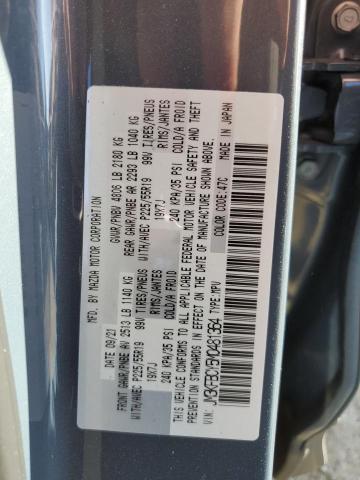 MFD. BY MAZDA MOTOR CORPORATION
DATE 09/21 GVWR/PNBV 4806 LB 2180 KG
FRONT GAWR/PNBE AV 2513 LB 1140 KG REAR GAWR/PNBE AR 2293 LB 1040 KG
WITH/AVEC P225/55R19 99V TIRES/PNEUS WITH/AVEC P225/55R19 99V TIRES/PNEUS
19X7J RIMS/JANTES 19X7J RIMS/JANTES
240 KPA/35 PSI COLD/A FROID 240 KPA/35 PSI COLD/A FROID
THIS VEHICLE CONFORMS TO ALL APPLICABLE FEDERAL MOTOR VEHICLE SAFETY AND THEFT
PREVENTION STANDARDS IN EFFECT ON THE DATE OF MANUFACTURE SHOWN ABOVE.
VIN: TYPE: MPV COLOR CODE: 47C MADE IN JAPAN